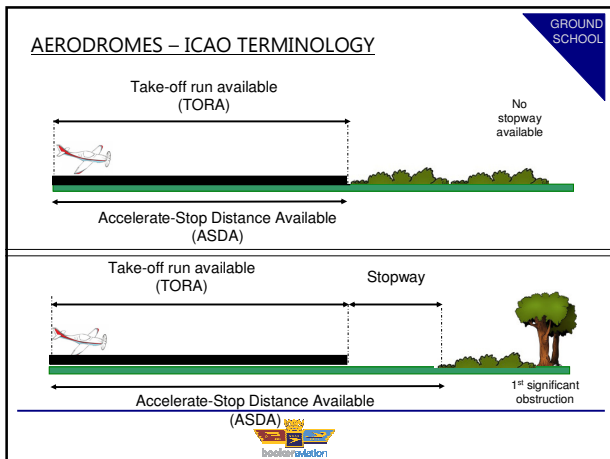 GROUND
SCHOOL
AERODROMES – ICAO TERMINOLOGY
Take-off run available
(TORA)
No
stopway
available
Accelerate-Stop Distance Available
(ASDA)
Take-off run available
(TORA)
Stopway
1st significant
obstruction
Accelerate-Stop Distance Available
(ASDA)
bookeraviation